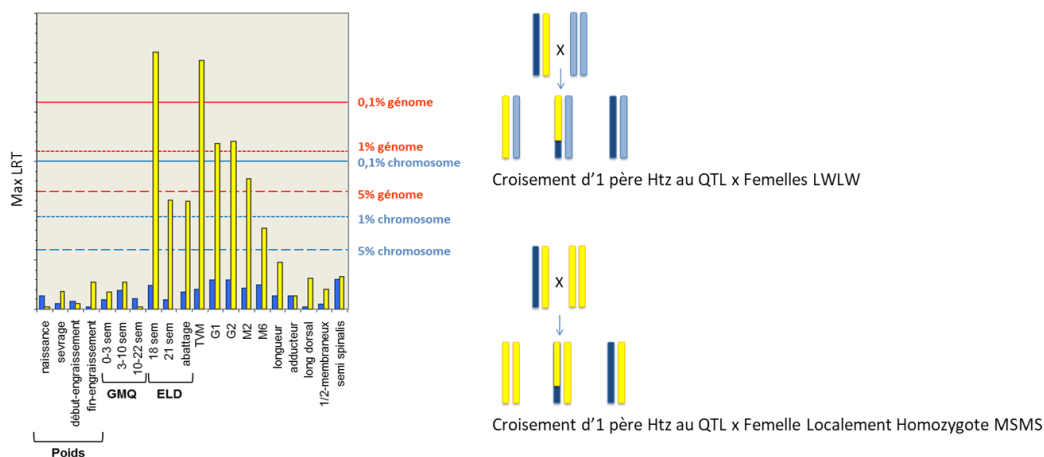 Max LRT
0,1% génome
1% génome
0,1% chromosome
5% génome
1% chromosome
5% chromosome
naissance
sevrage
début-engraissement
fin-engraissement
0-3 sem
3-10 sem
10-22 sem
18 sem
21 sem
abattage
TVM
G1
G2
M2
M6
longueur
adducteur
long dorsal
1/2-membraneux
semi spinalis
GMQ
ELD
Poids
X
Croisement d'1 père Htz au QTL x Femelles LWLW
X
Croisement d'1 père Htz au QTL x Femelle Localement Homozygote MSMS